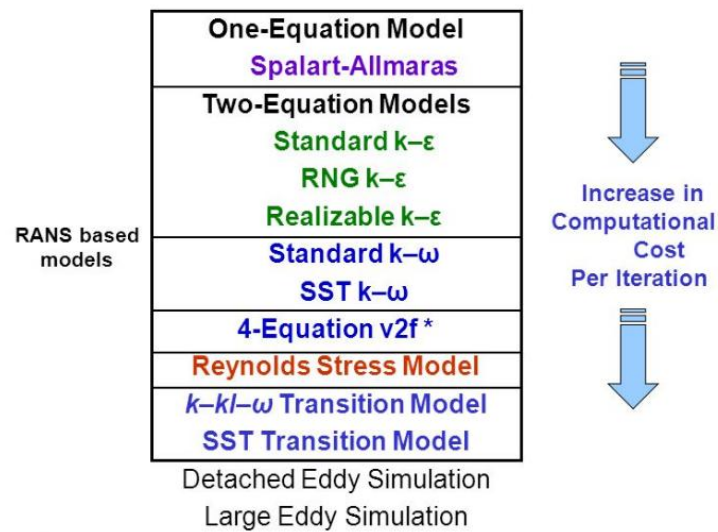 One-Equation Model
Spalart-Allmaras
Two-Equation Models
Standard k–ε
RNG k–ε
Realizable k–ε
RANS based
models
Standard k–ω
SST k–ω
4-Equation v2f *
Reynolds Stress Model
k–kl–ω Transition Model
SST Transition Model
Detached Eddy Simulation
Large Eddy Simulation
Increase in
Computational
Cost
Per Iteration